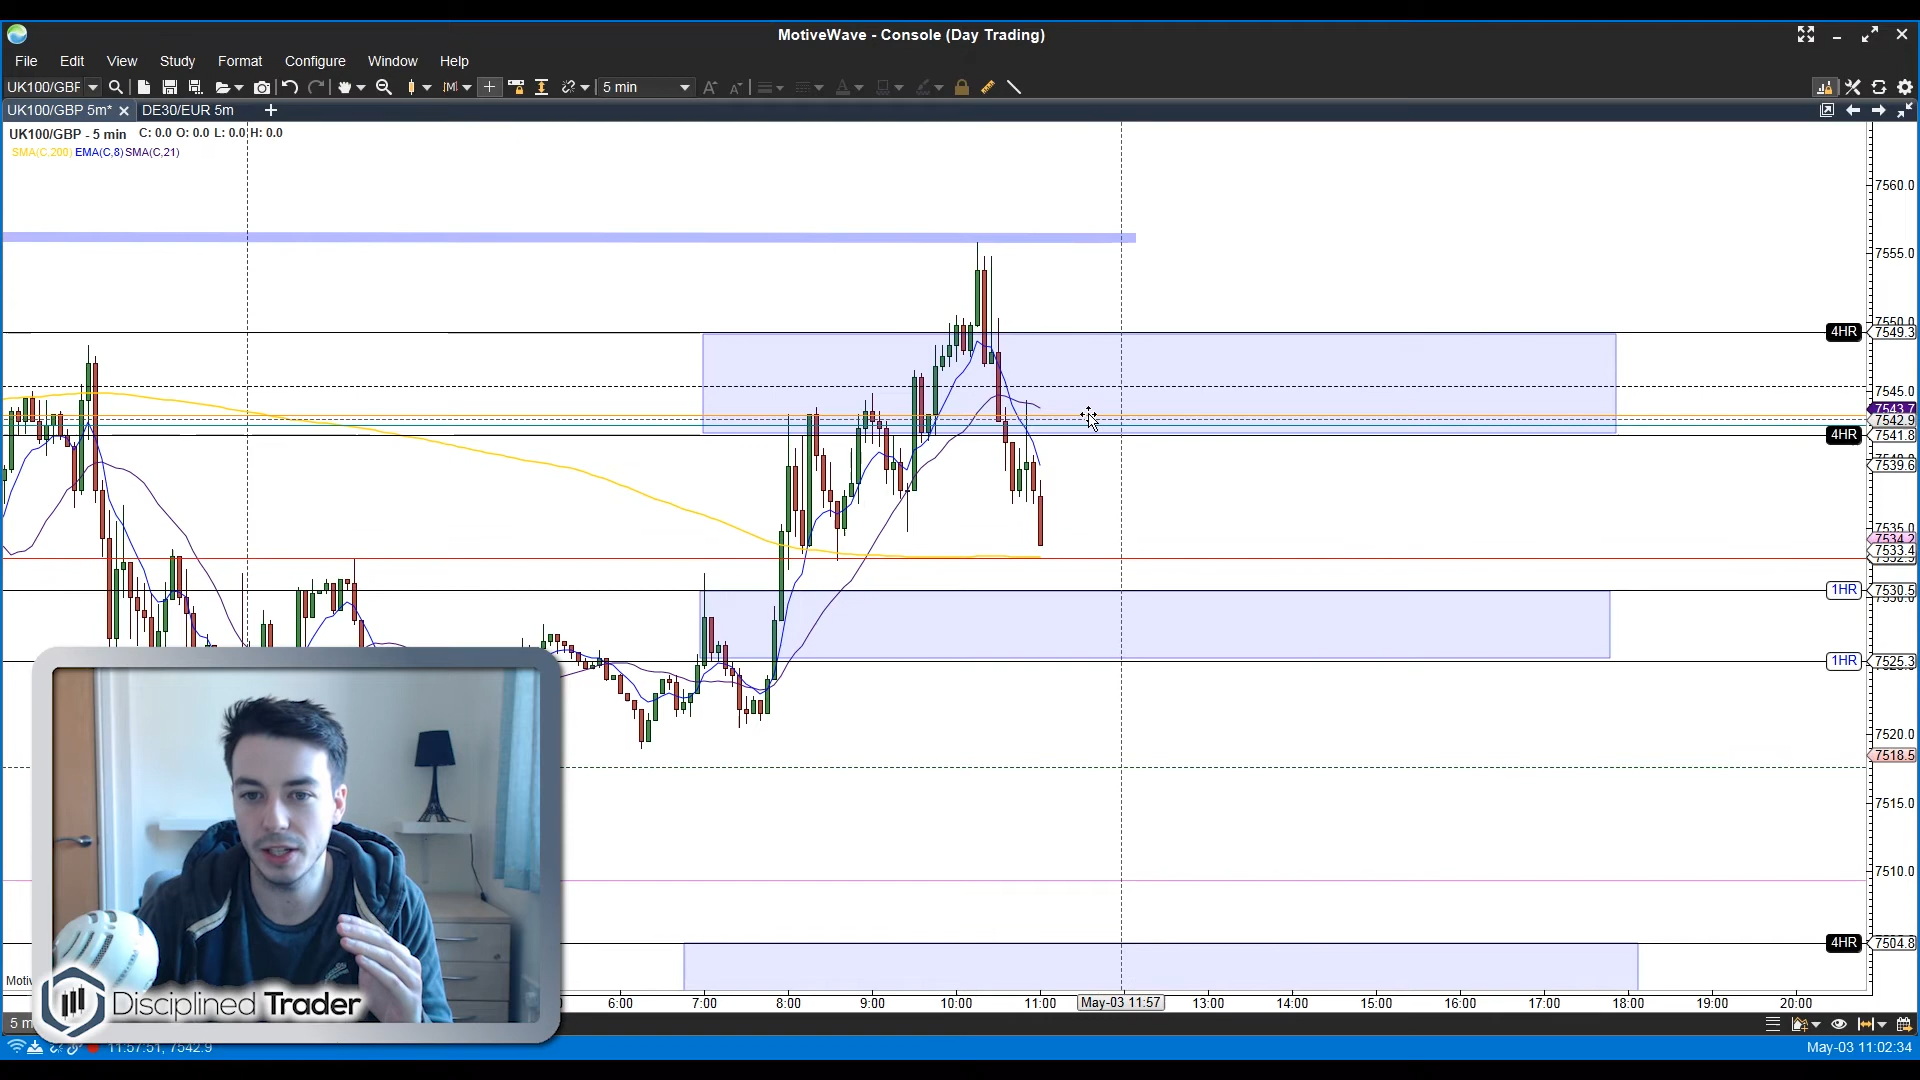 MotiveWave - Console (Day Trading)
File Edit View Study Format Configure Window Help
UK100/GBP 5 min
UK100/GBP 5m* DE30/EUR 5m
UK100/GBP - 5 min C: 0.0 O: 0.0 L: 0.0 H: 0.0
SMA(C,200) EMA(C,8) SMA(C,21)
7560.0
7555.0
7550.0
4HR 7549.3
7545.0
7543.7
7542.9
4HR 7541.8
7539.6
7535.0
7534.2
7533.4
1HR 7530.5
1HR 7525.3
7520.0
7518.5
7515.0
7510.0
4HR 7504.8
Disciplined Trader
6:00 7:00 8:00 9:00 10:00 11:00 May-03 11:57 13:00 14:00 15:00 16:00 17:00 18:00 19:00 20:00
11:57:51, 7542.9 May-03 11:02:34